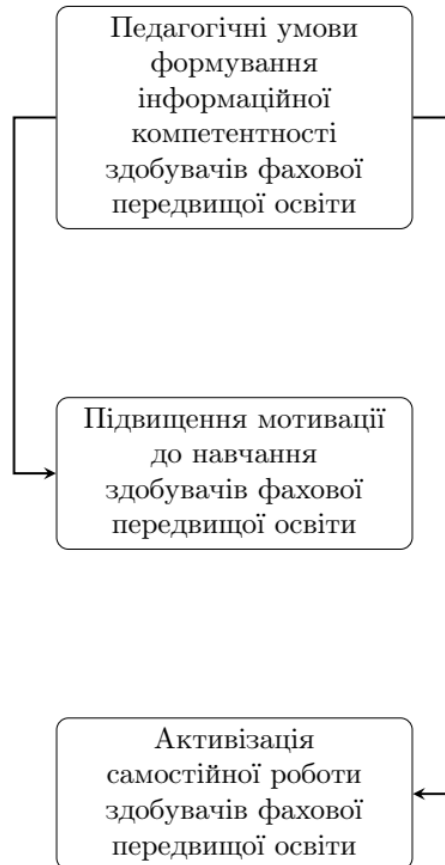 Педагогічні умови
формування
інформаційної
компетентності
здобувачів фахової
передвищої освіти
Підвищення мотивації
до навчання
здобувачів фахової
передвищої освіти
Активізація
самостійної роботи
здобувачів фахової
передвищої освіти